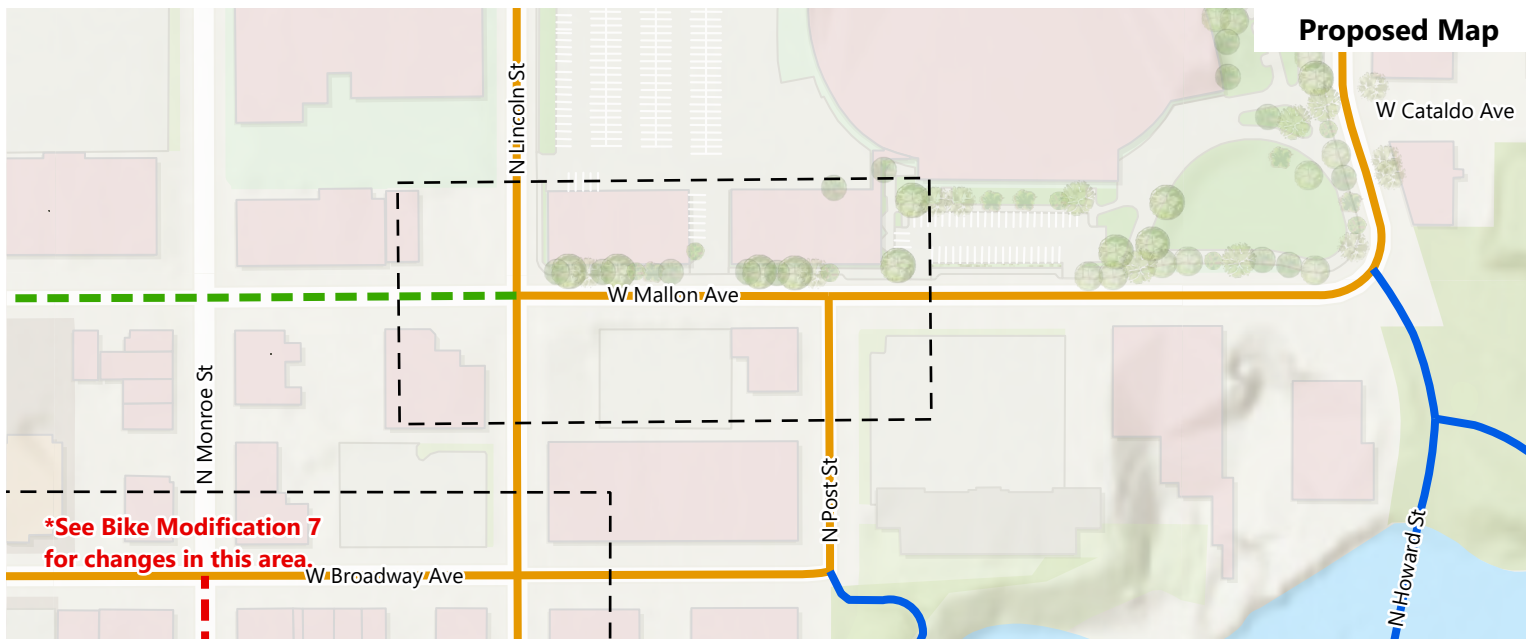 Proposed Map
N Lincoln St
W Cataldo Ave
W Mallon Ave
N Monroe St
N Post St
*See Bike Modification 7
for changes in this area.
W Broadway Ave
N Howard St